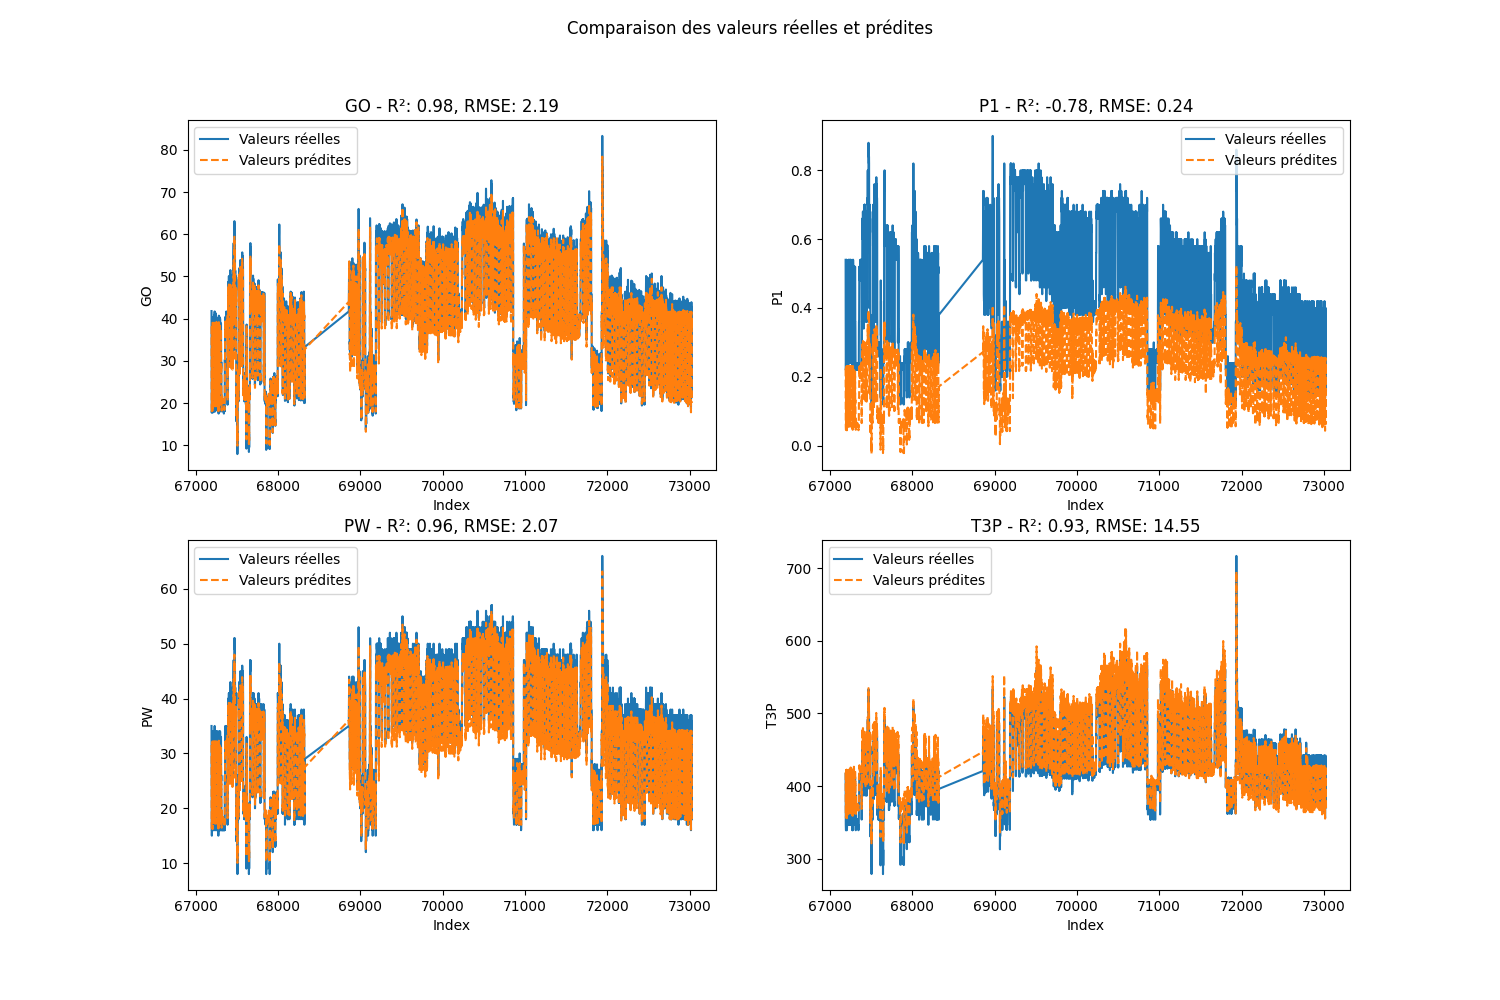 Comparaison des valeurs réelles et prédites
GO - R²: 0.98, RMSE: 2.19
Valeurs réelles
Valeurs prédites
GO
80
70
60
50
40
30
20
10
67000 68000 69000 70000 71000 72000 73000
Index
P1 - R²: -0.78, RMSE: 0.24
Valeurs réelles
Valeurs prédites
P1
0.8
0.6
0.4
0.2
0.0
67000 68000 69000 70000 71000 72000 73000
Index
PW - R²: 0.96, RMSE: 2.07
Valeurs réelles
Valeurs prédites
PW
60
50
40
30
20
10
67000 68000 69000 70000 71000 72000 73000
Index
T3P - R²: 0.93, RMSE: 14.55
Valeurs réelles
Valeurs prédites
T3P
700
600
500
400
300
67000 68000 69000 70000 71000 72000 73000
Index